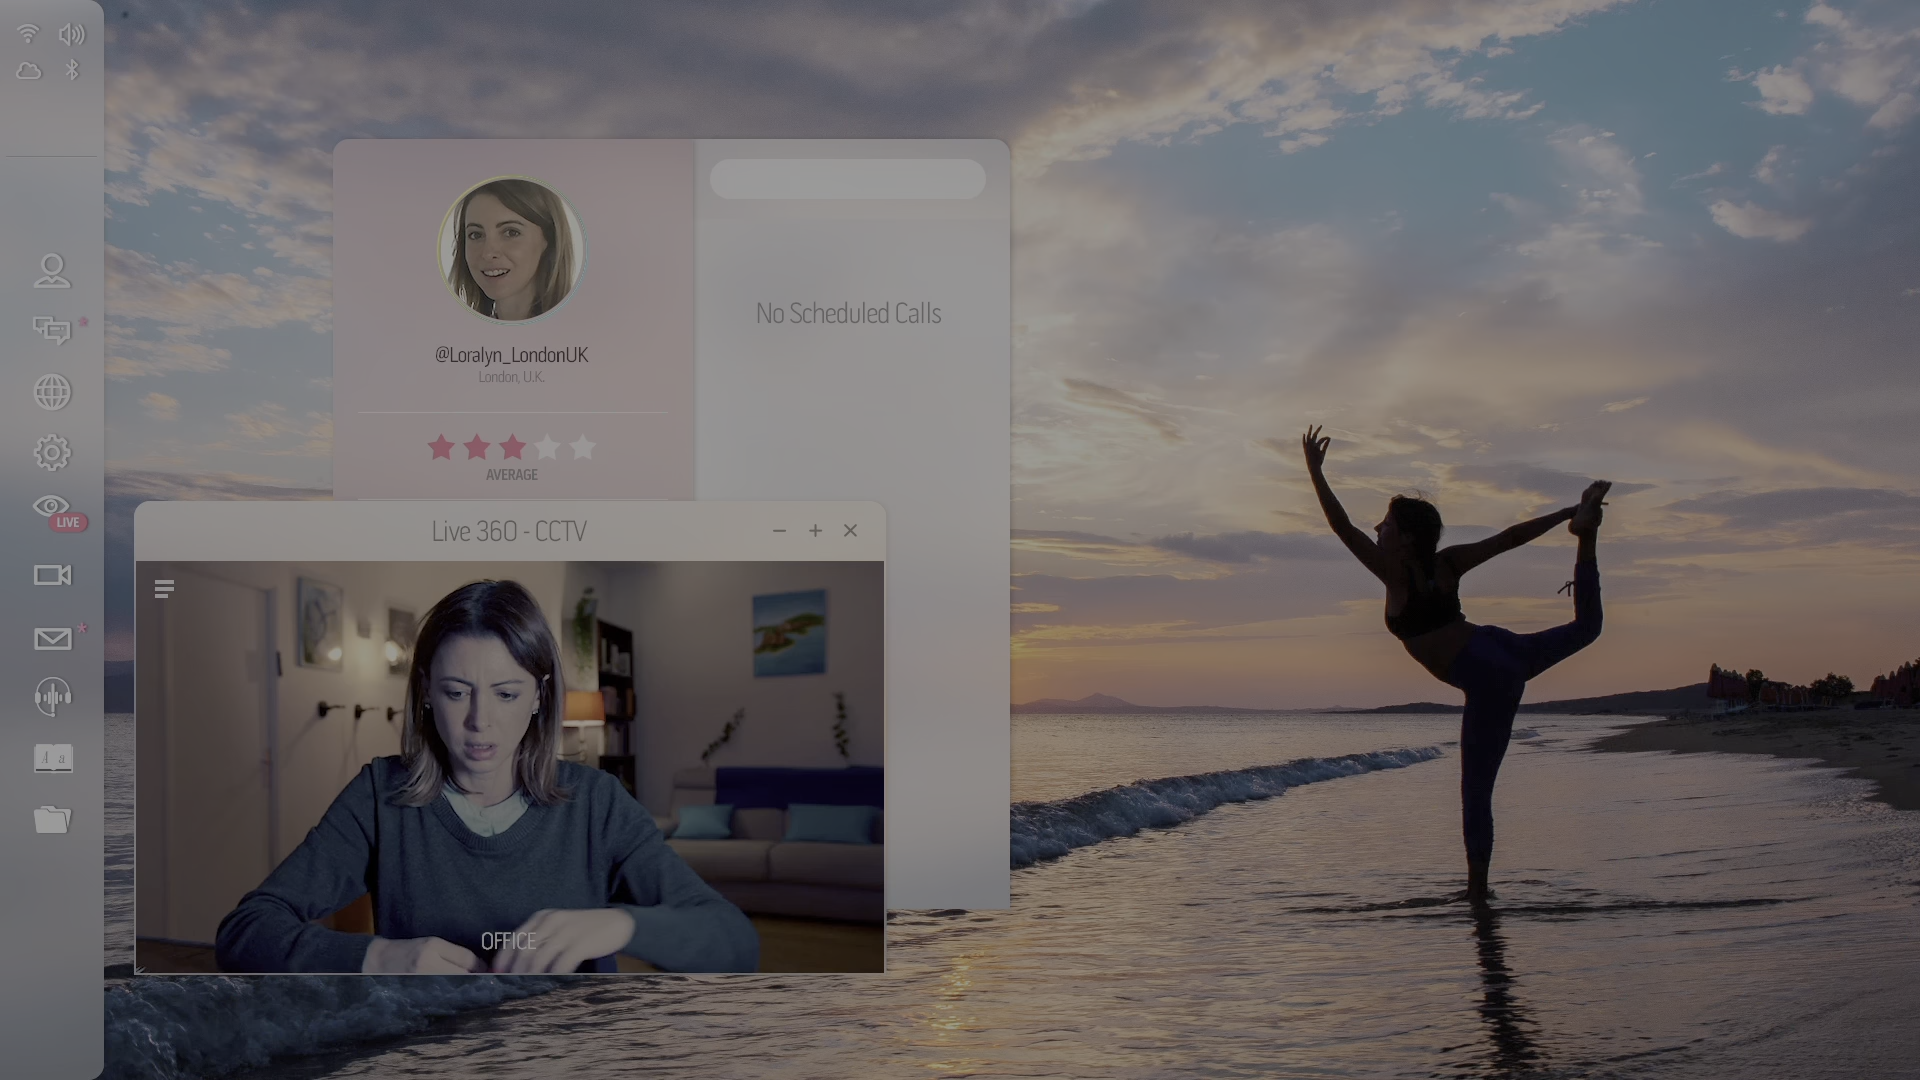 No Scheduled Calls
@Loralyn_LondonUK
London, U.K.
AVERAGE
LIVE
Live 360 - CCTV
A a
OFFICE